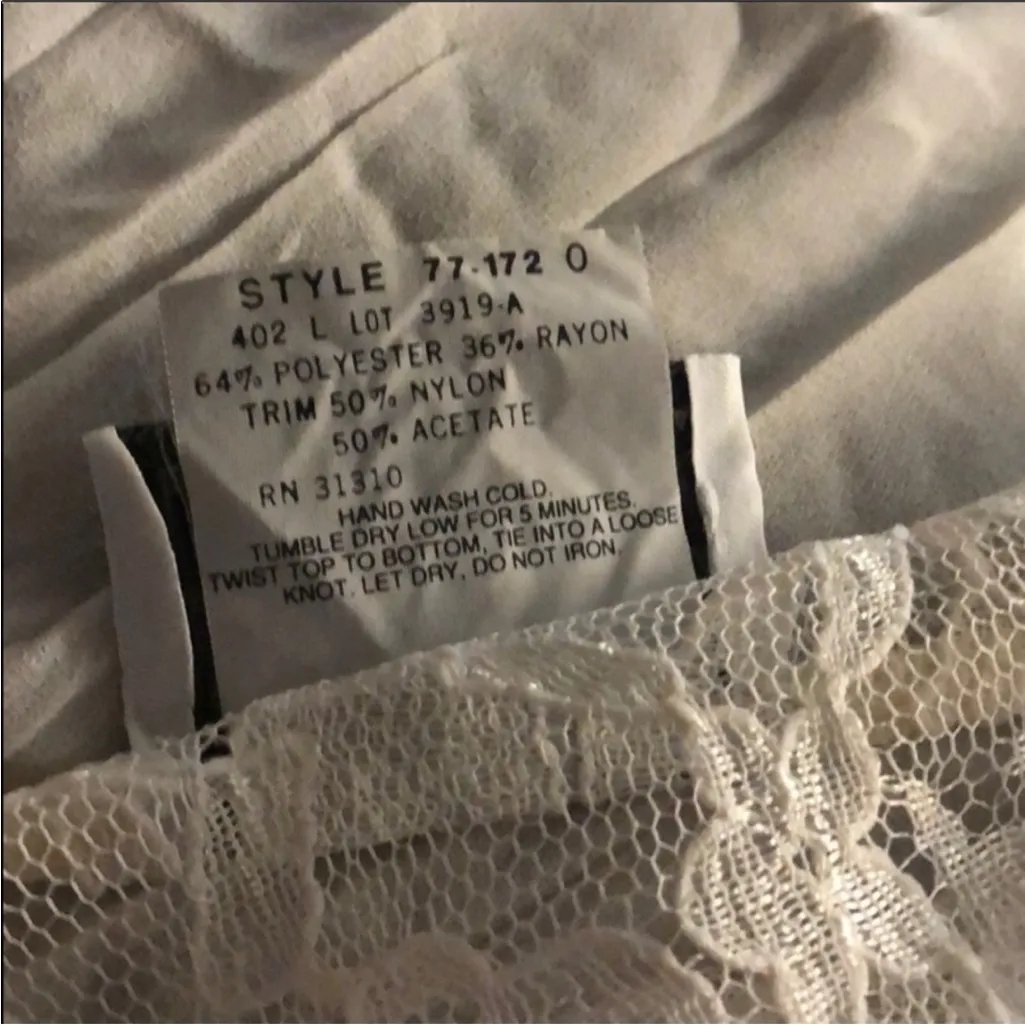 STYLE 77-172 0
402 L LOT 3919-A
64% POLYESTER 36% RAYON
TRIM 50% NYLON
50% ACETATE
RN 31310
HAND WASH COLD.
TUMBLE DRY LOW FOR 5 MINUTES.
TWIST TOP TO BOTTOM, TIE INTO A LOOSE
KNOT. LET DRY. DO NOT IRON.